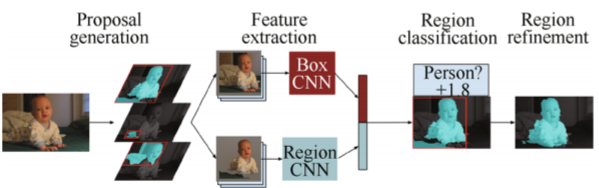 Proposal
generation
Feature
extraction
Region
classification
Region
refinement
Box
CNN
Region
CNN
Person?
+1.8